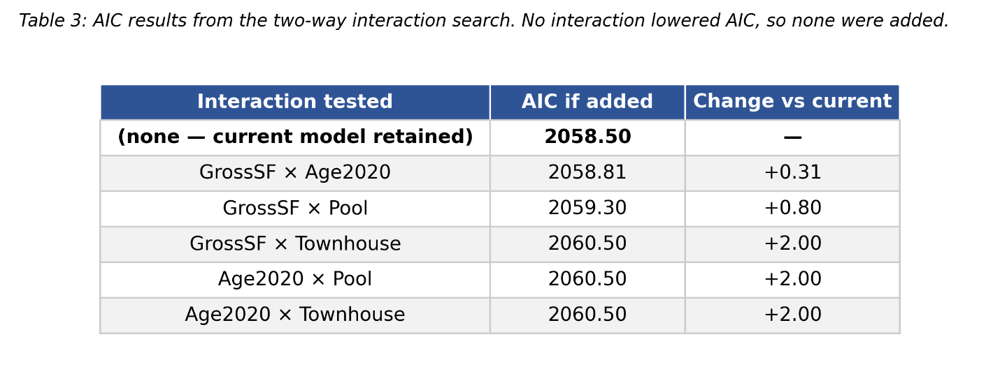 Table 3: AIC results from the two-way interaction search. No interaction lowered AIC, so none were added.
Interaction tested AIC if added Change vs current
(none — current model retained) 2058.50 —
GrossSF × Age2020 2058.81 +0.31
GrossSF × Pool 2059.30 +0.80
GrossSF × Townhouse 2060.50 +2.00
Age2020 × Pool 2060.50 +2.00
Age2020 × Townhouse 2060.50 +2.00